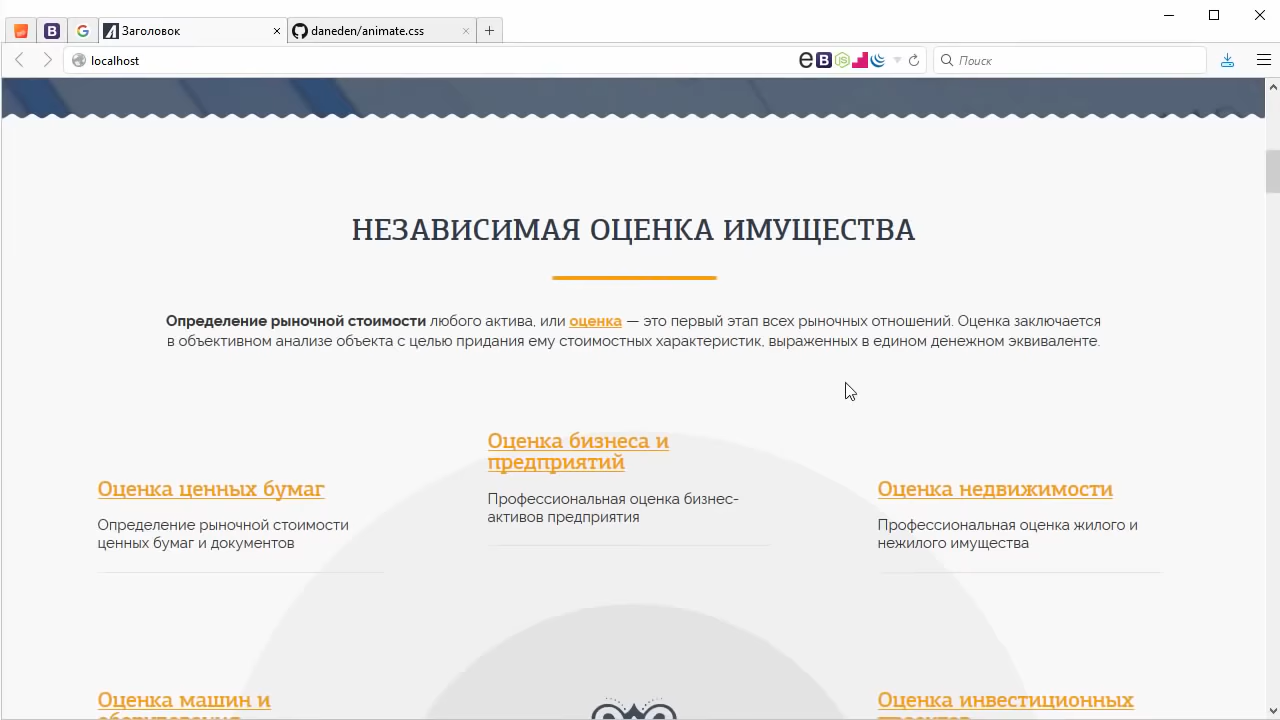 Заголовок
daneden/animate.css
localhost
Поиск
НЕЗАВИСИМАЯ ОЦЕНКА ИМУЩЕСТВА
Определение рыночной стоимости любого актива, или оценка — это первый этап всех рыночных отношений. Оценка заключается
в объективном анализе объекта с целью придания ему стоимостных характеристик, выраженных в едином денежном эквиваленте.
Оценка ценных бумаг
Определение рыночной стоимости
ценных бумаг и документов
Оценка бизнеса и
предприятий
Профессиональная оценка бизнес-
активов предприятия
Оценка недвижимости
Профессиональная оценка жилого и
нежилого имущества
Оценка машин и
оборудования
Оценка инвестиционных
проектов